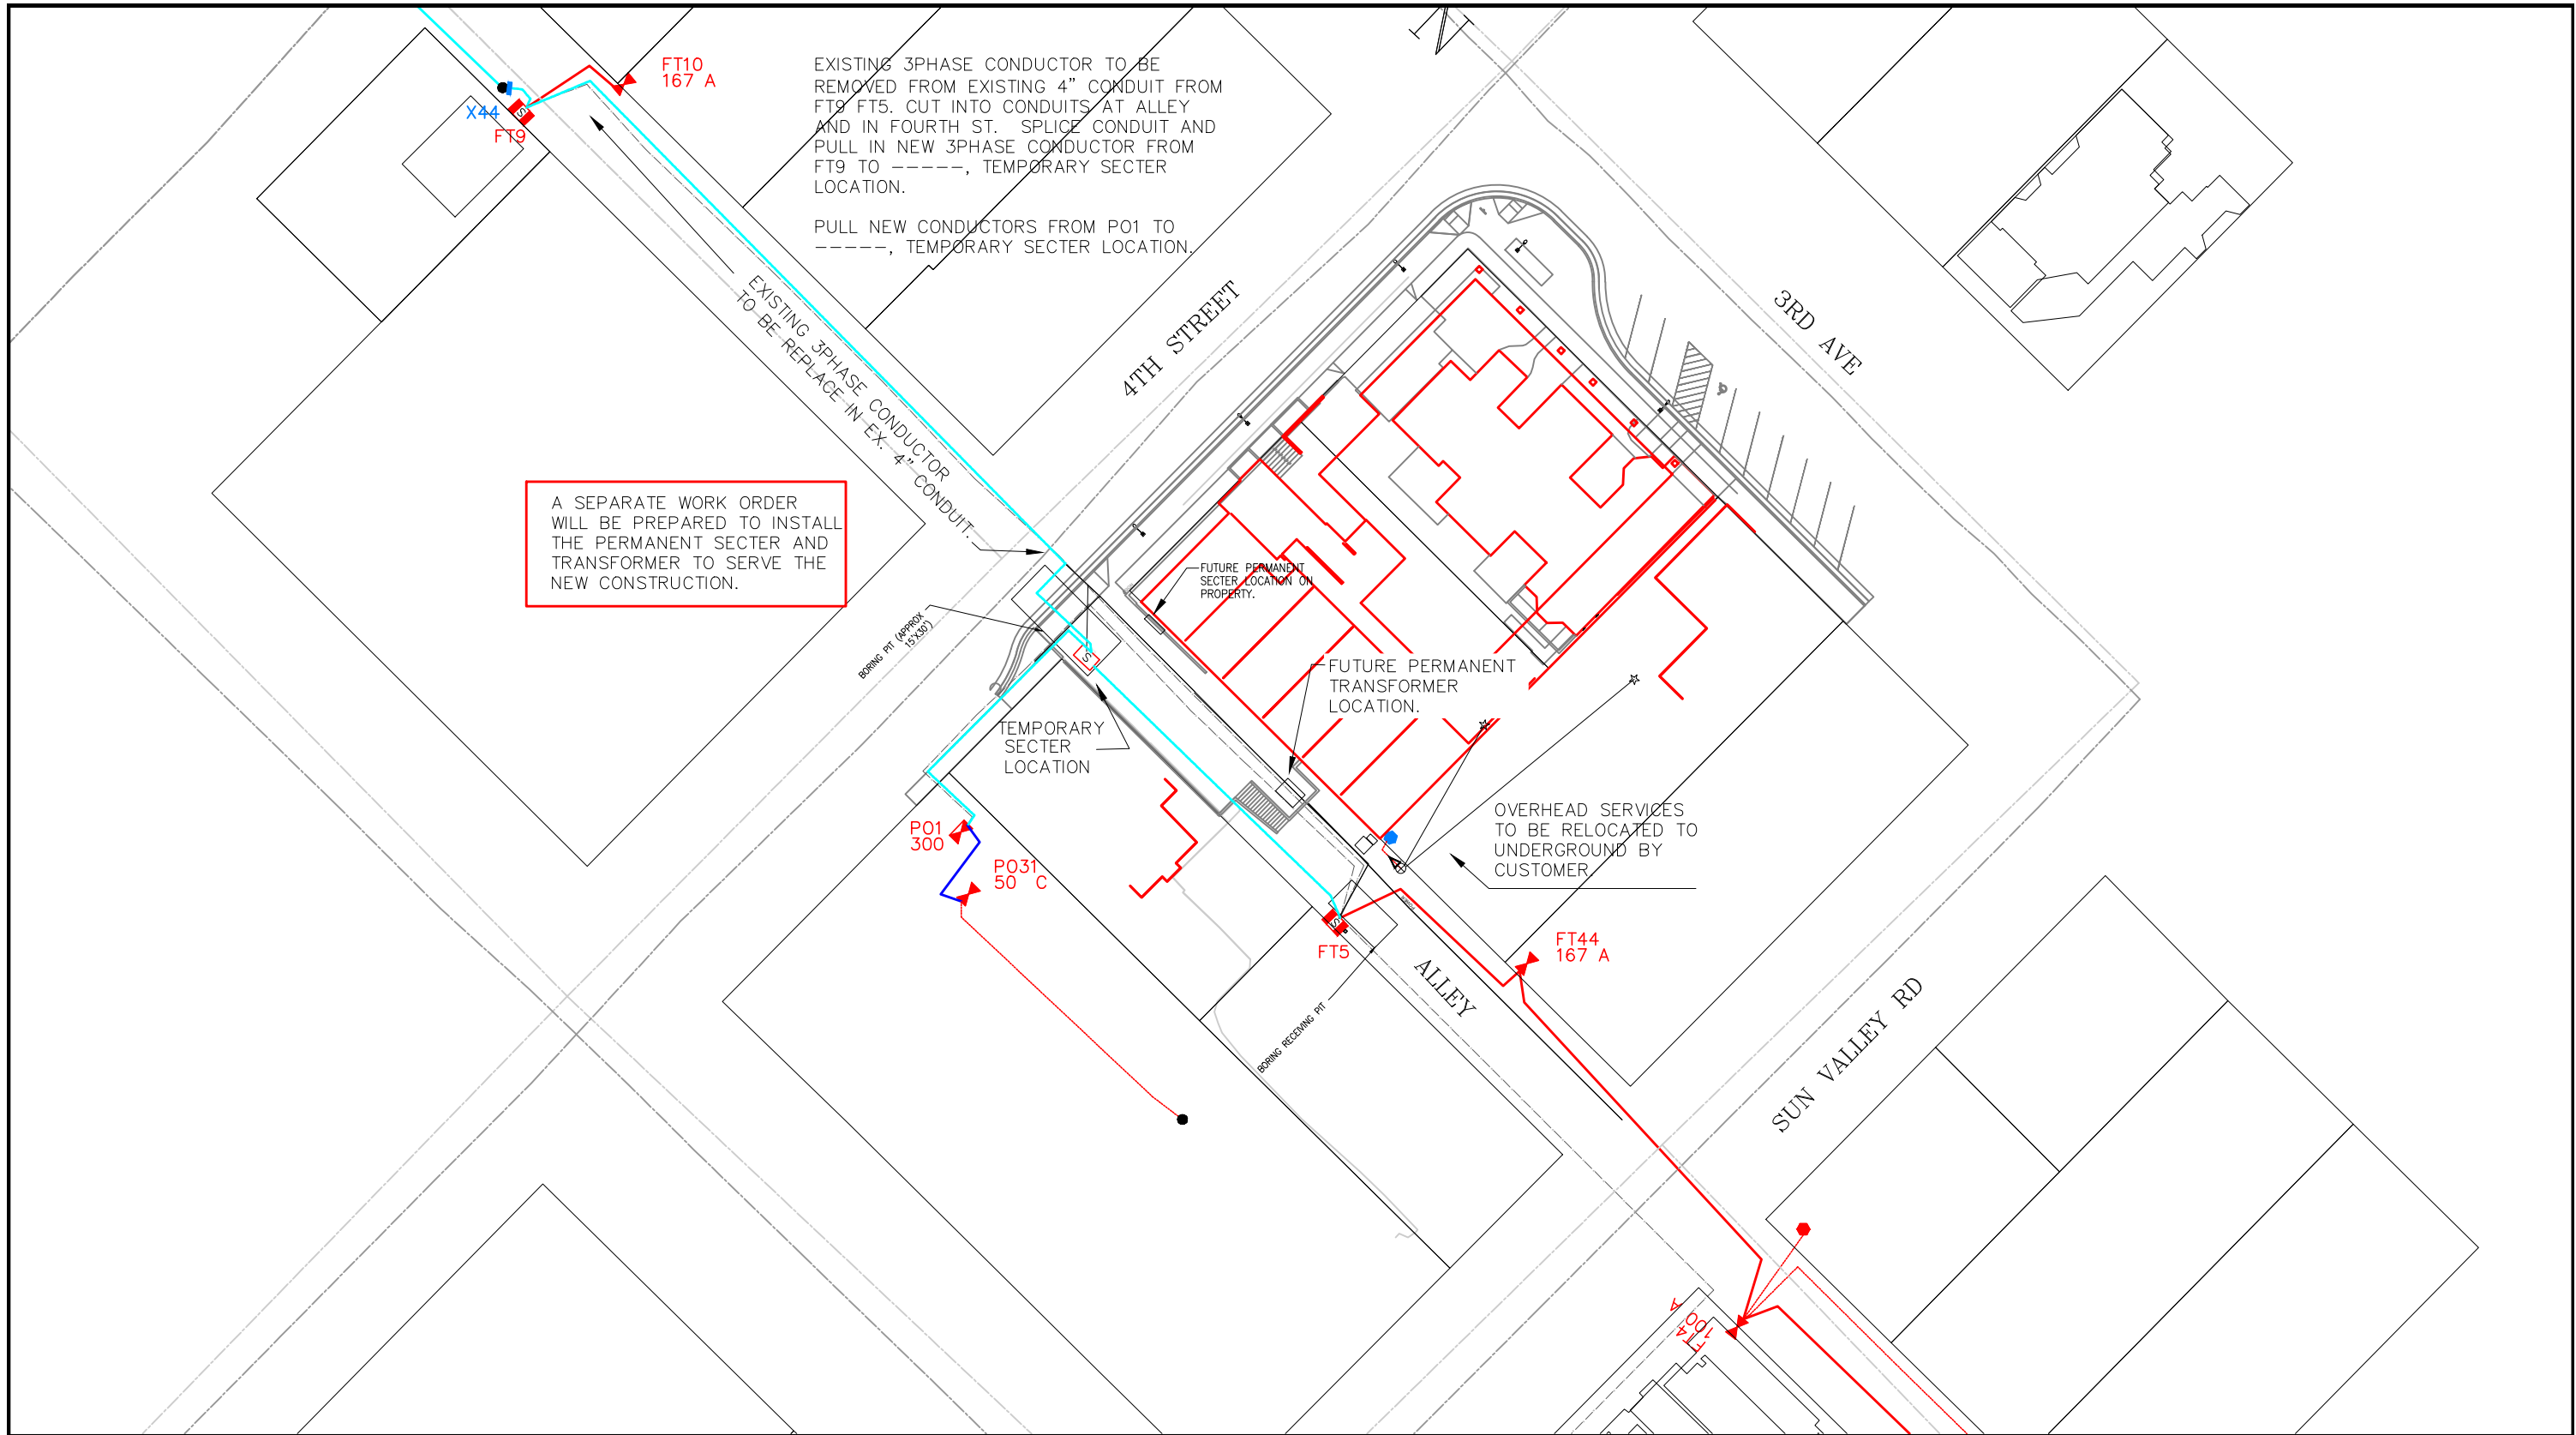 N
FT10
167 A
X44
FT9
EXISTING 3PHASE CONDUCTOR TO BE
REMOVED FROM EXISTING 4" CONDUIT FROM
FT9 FT5. CUT INTO CONDUITS AT ALLEY
AND IN FOURTH ST. SPLICE CONDUIT AND
PULL IN NEW 3PHASE CONDUCTOR FROM
FT9 TO -----, TEMPORARY SECTER
LOCATION.
PULL NEW CONDUCTORS FROM PO1 TO
-----, TEMPORARY SECTER LOCATION.
EXISTING 3PHASE CONDUCTOR
TO BE REPLACE IN EX. 4" CONDUIT.
4TH STREET
3RD AVE
A SEPARATE WORK ORDER
WILL BE PREPARED TO INSTALL
THE PERMANENT SECTER AND
TRANSFORMER TO SERVE THE
NEW CONSTRUCTION.
FUTURE PERMANENT
SECTER LOCATION ON
PROPERTY.
BORING PIT (APPROX
15'X30')
S
S
FUTURE PERMANENT
TRANSFORMER
LOCATION.
TEMPORARY
SECTER
LOCATION
OVERHEAD SERVICES
TO BE RELOCATED TO
UNDERGROUND BY
CUSTOMER.
PO1
300
PO31
50 C
S
FT5
FT44
167 A
ALLEY
BORING RECEIVING PIT
SUN VALLEY RD
FT4
100 A